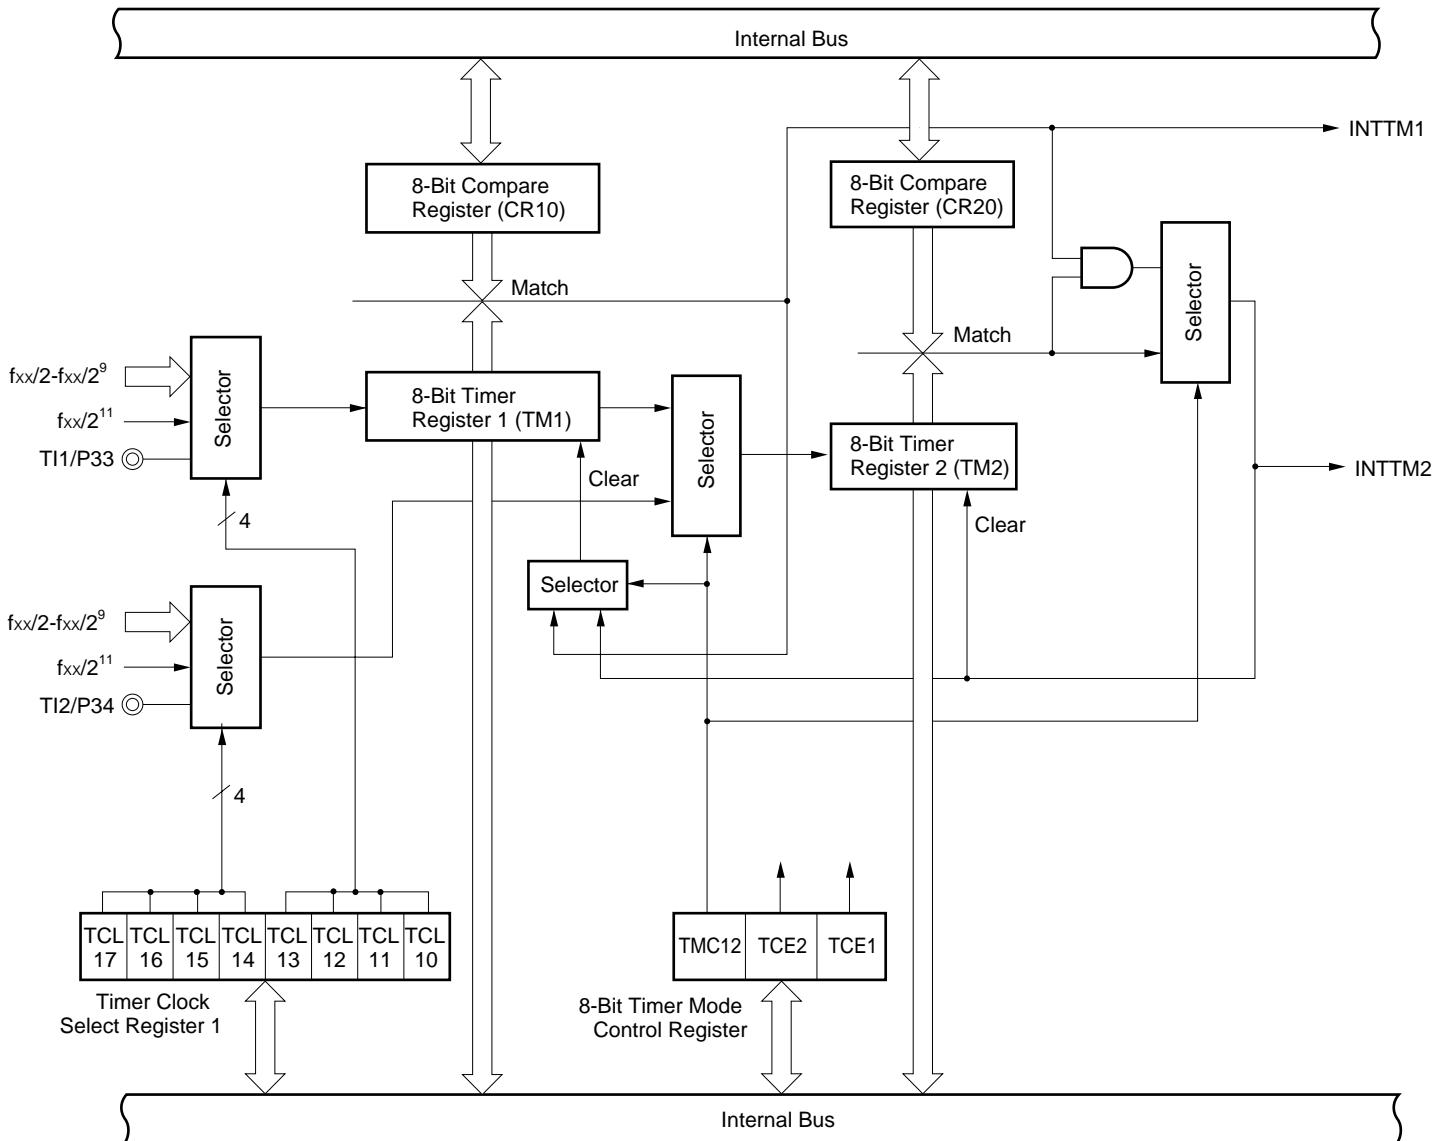 Internal Bus
INTTM1
8-Bit Compare
Register (CR10)
8-Bit Compare
Register (CR20)
Match
Selector
Match
fxx/2-fxx/2⁹
fxx/2¹¹
TI1/P33
Selector
8-Bit Timer
Register 1 (TM1)
Selector
8-Bit Timer
Register 2 (TM2)
INTTM2
Clear
Clear
4
Selector
fxx/2-fxx/2⁹
fxx/2¹¹
TI2/P34
Selector
4
TCL 17
TCL 16
TCL 15
TCL 14
TCL 13
TCL 12
TCL 11
TCL 10
TMC12
TCE2
TCE1
Timer Clock
Select Register 1
8-Bit Timer Mode
Control Register
Internal Bus